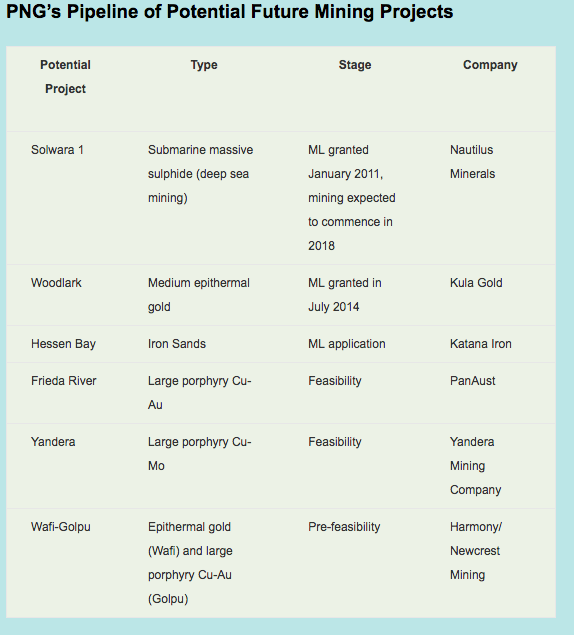 PNG’s Pipeline of Potential Future Mining Projects
Potential Project Type Stage Company
Solwara 1 Submarine massive sulphide (deep sea mining) ML granted January 2011, mining expected to commence in 2018 Nautilus Minerals
Woodlark Medium epithermal gold ML granted in July 2014 Kula Gold
Hessen Bay Iron Sands ML application Katana Iron
Frieda River Large porphyry Cu-Au Feasibility PanAust
Yandera Large porphyry Cu-Mo Feasibility Yandera Mining Company
Wafi-Golpu Epithermal gold (Wafi) and large porphyry Cu-Au (Golpu) Pre-feasibility Harmony/ Newcrest Mining